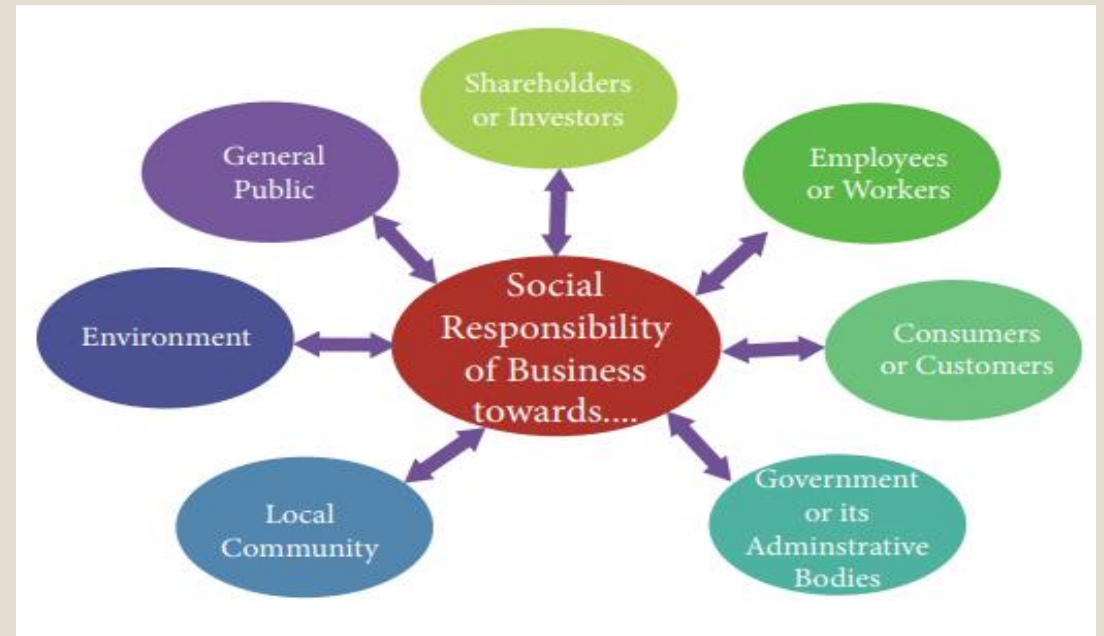 Shareholders
or Investors
General
Public
Employees
or Workers
Social
Responsibility
of Business
towards....
Environment
Consumers
or Customers
Local
Community
Government
or its
Adminstrative
Bodies